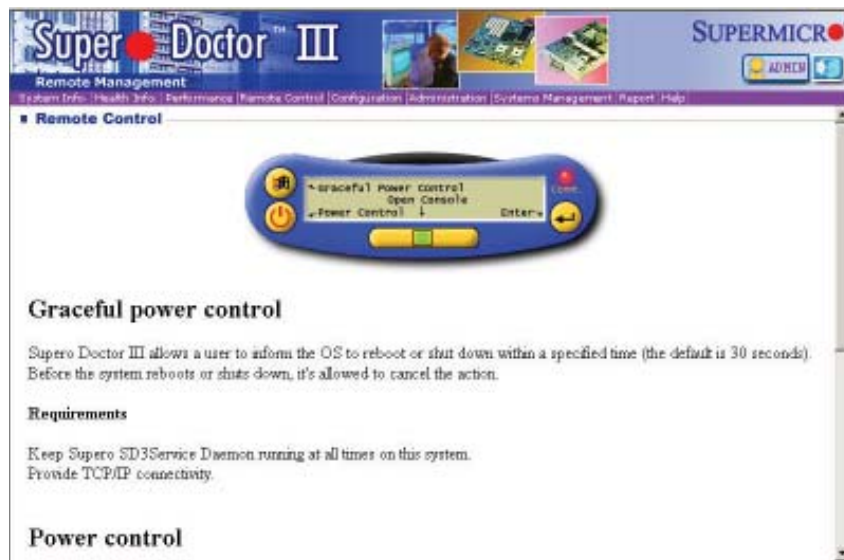 Super Doctor™ III
SUPERMICR
Remote Management
ADMIN
System Info Health Info Performance Remote Control Configuration Administration Systems Management Report Help
Remote Control
Graceful Power Control
Open Console
Power Control
Enter
Comm.
Graceful power control
Supero Doctor III allows a user to inform the OS to reboot or shut down within a specified time (the default is 30 seconds).
Before the system reboots or shuts down, it's allowed to cancel the action.
Requirements
Keep Supero SD3Service Daemon running at all times on this system.
Provide TCP/IP connectivity.
Power control